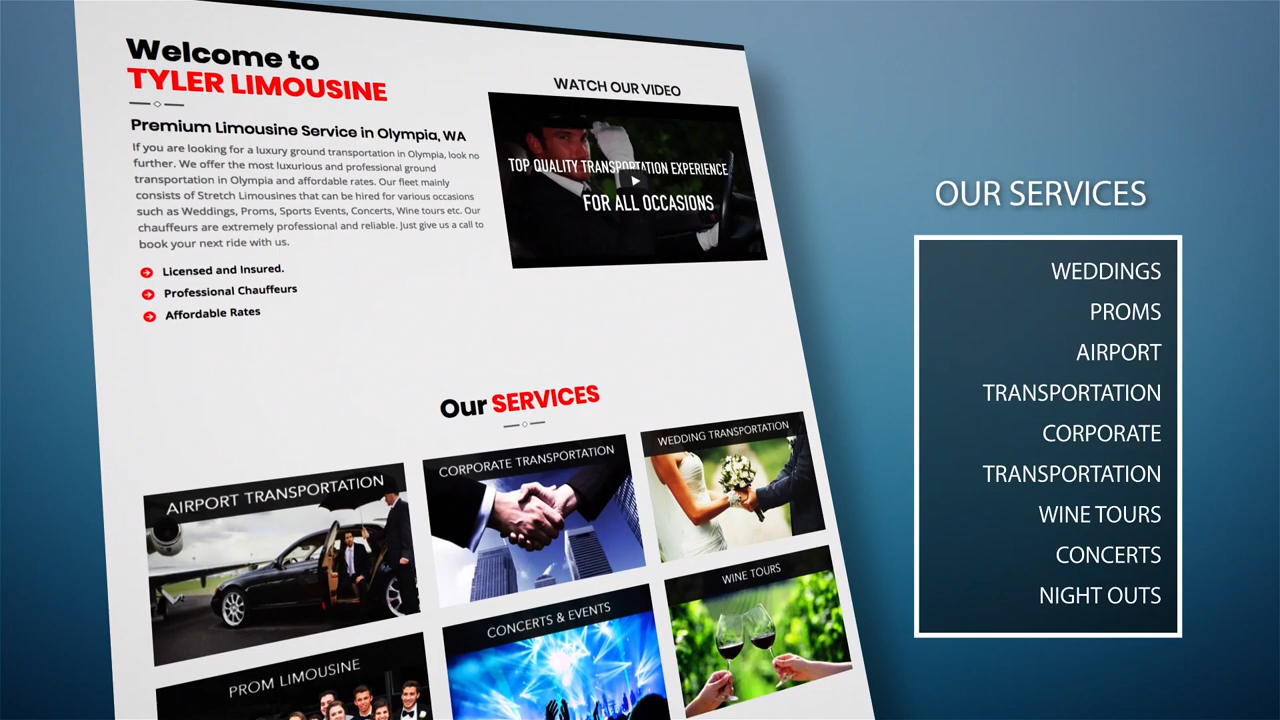 Welcome to
TYLER LIMOUSINE
Premium Limousine Service in Olympia, WA
If you are looking for a luxury ground transportation in Olympia, look no
further. We offer the most luxurious and professional ground
transportation in Olympia and affordable rates. Our fleet mainly
consists of Stretch Limousines that can be hired for various occasions
such as Weddings, Proms, Sports Events, Concerts, Wine tours etc. Our
chauffeurs are extremely professional and reliable. Just give us a call to
book your next ride with us.
Licensed and Insured.
Professional Chauffeurs
Affordable Rates
WATCH OUR VIDEO
TOP QUALITY TRANSPORTATION EXPERIENCE
FOR ALL OCCASIONS
Our SERVICES
AIRPORT TRANSPORTATION
CORPORATE TRANSPORTATION
WEDDING TRANSPORTATION
PROM LIMOUSINE
CONCERTS & EVENTS
WINE TOURS
OUR SERVICES
WEDDINGS
PROMS
AIRPORT
TRANSPORTATION
CORPORATE
TRANSPORTATION
WINE TOURS
CONCERTS
NIGHT OUTS